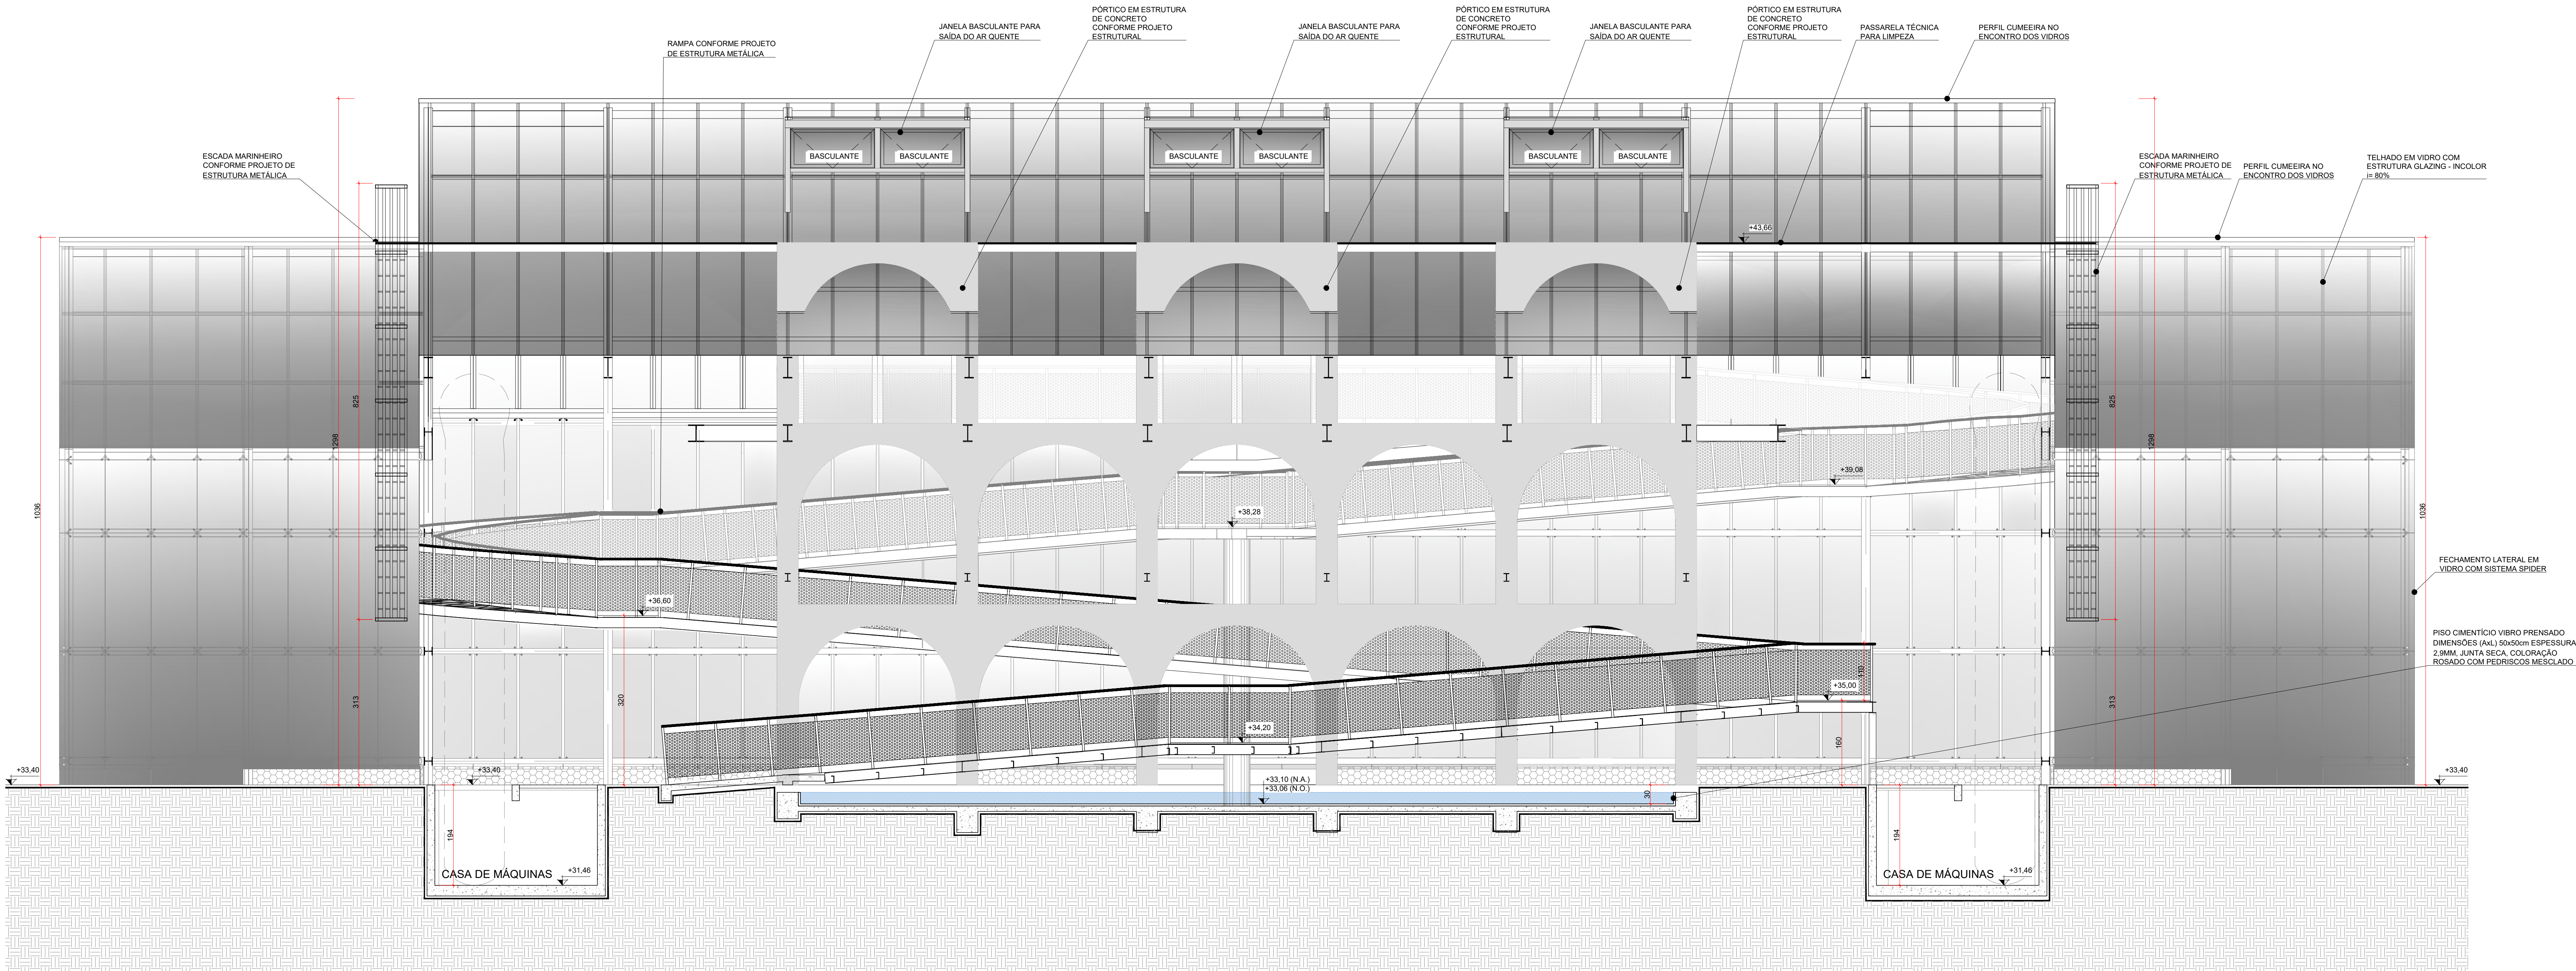 PÓRTICO EM ESTRUTURA
DE CONCRETO
CONFORME PROJETO
ESTRUTURAL
PÓRTICO EM ESTRUTURA
DE CONCRETO
CONFORME PROJETO
ESTRUTURAL
PÓRTICO EM ESTRUTURA
DE CONCRETO
CONFORME PROJETO
ESTRUTURAL
JANELA BASCULANTE PARA
SAÍDA DO AR QUENTE
JANELA BASCULANTE PARA
SAÍDA DO AR QUENTE
JANELA BASCULANTE PARA
SAÍDA DO AR QUENTE
PASSARELA TÉCNICA
PARA LIMPEZA
PERFIL CUMEEIRA NO
ENCONTRO DOS VIDROS
RAMPA CONFORME PROJETO
DE ESTRUTURA METÁLICA
BASCULANTE
BASCULANTE
BASCULANTE
BASCULANTE
BASCULANTE
BASCULANTE
ESCADA MARINHEIRO
CONFORME PROJETO DE
ESTRUTURA METÁLICA
ESCADA MARINHEIRO
CONFORME PROJETO DE
ESTRUTURA METÁLICA
PERFIL CUMEEIRA NO
ENCONTRO DOS VIDROS
TELHADO EM VIDRO COM
ESTRUTURA GLAZING - INCOLOR
i= 80%
+43,66
825
825
1298
1298
+39,08
1036
1036
+38,28
FECHAMENTO LATERAL EM
VIDRO COM SISTEMA SPIDER
+36,60
PISO CIMENTÍCIO VIBRO PRENSADO
DIMENSÕES (AxL) 50x50cm ESPESSURA
2,9MM, JUNTA SECA, COLORAÇÃO
ROSADO COM PEDRISCOS MESCLADO
110
+35,00
313
320
313
+34,20
160
+33,40
+33,40
+33,40
+33,10 (N.A.)
+33,06 (N.O.)
30
194
194
CASA DE MÁQUINAS
+31,46
CASA DE MÁQUINAS
+31,46